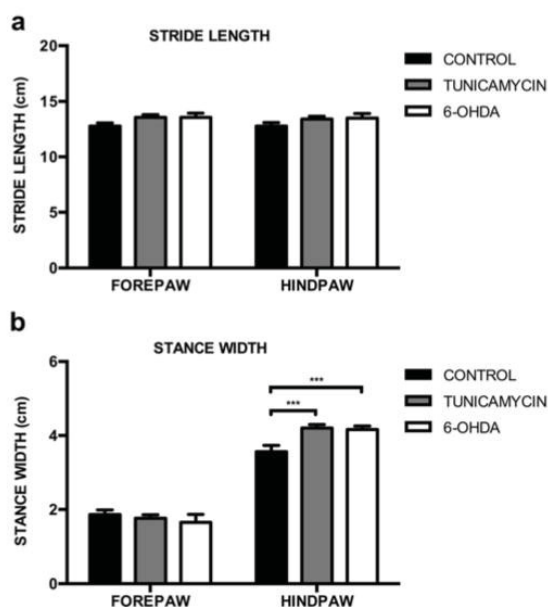 a
STRIDE LENGTH
20
15
10
5
0
STRIDE LENGTH (cm)
FOREPAW
HINDPAW
CONTROL
TUNICAMYCIN
6-OHDA
b
STANCE WIDTH
6
4
2
0
STANCE WIDTH (cm)
***
***
FOREPAW
HINDPAW
CONTROL
TUNICAMYCIN
6-OHDA